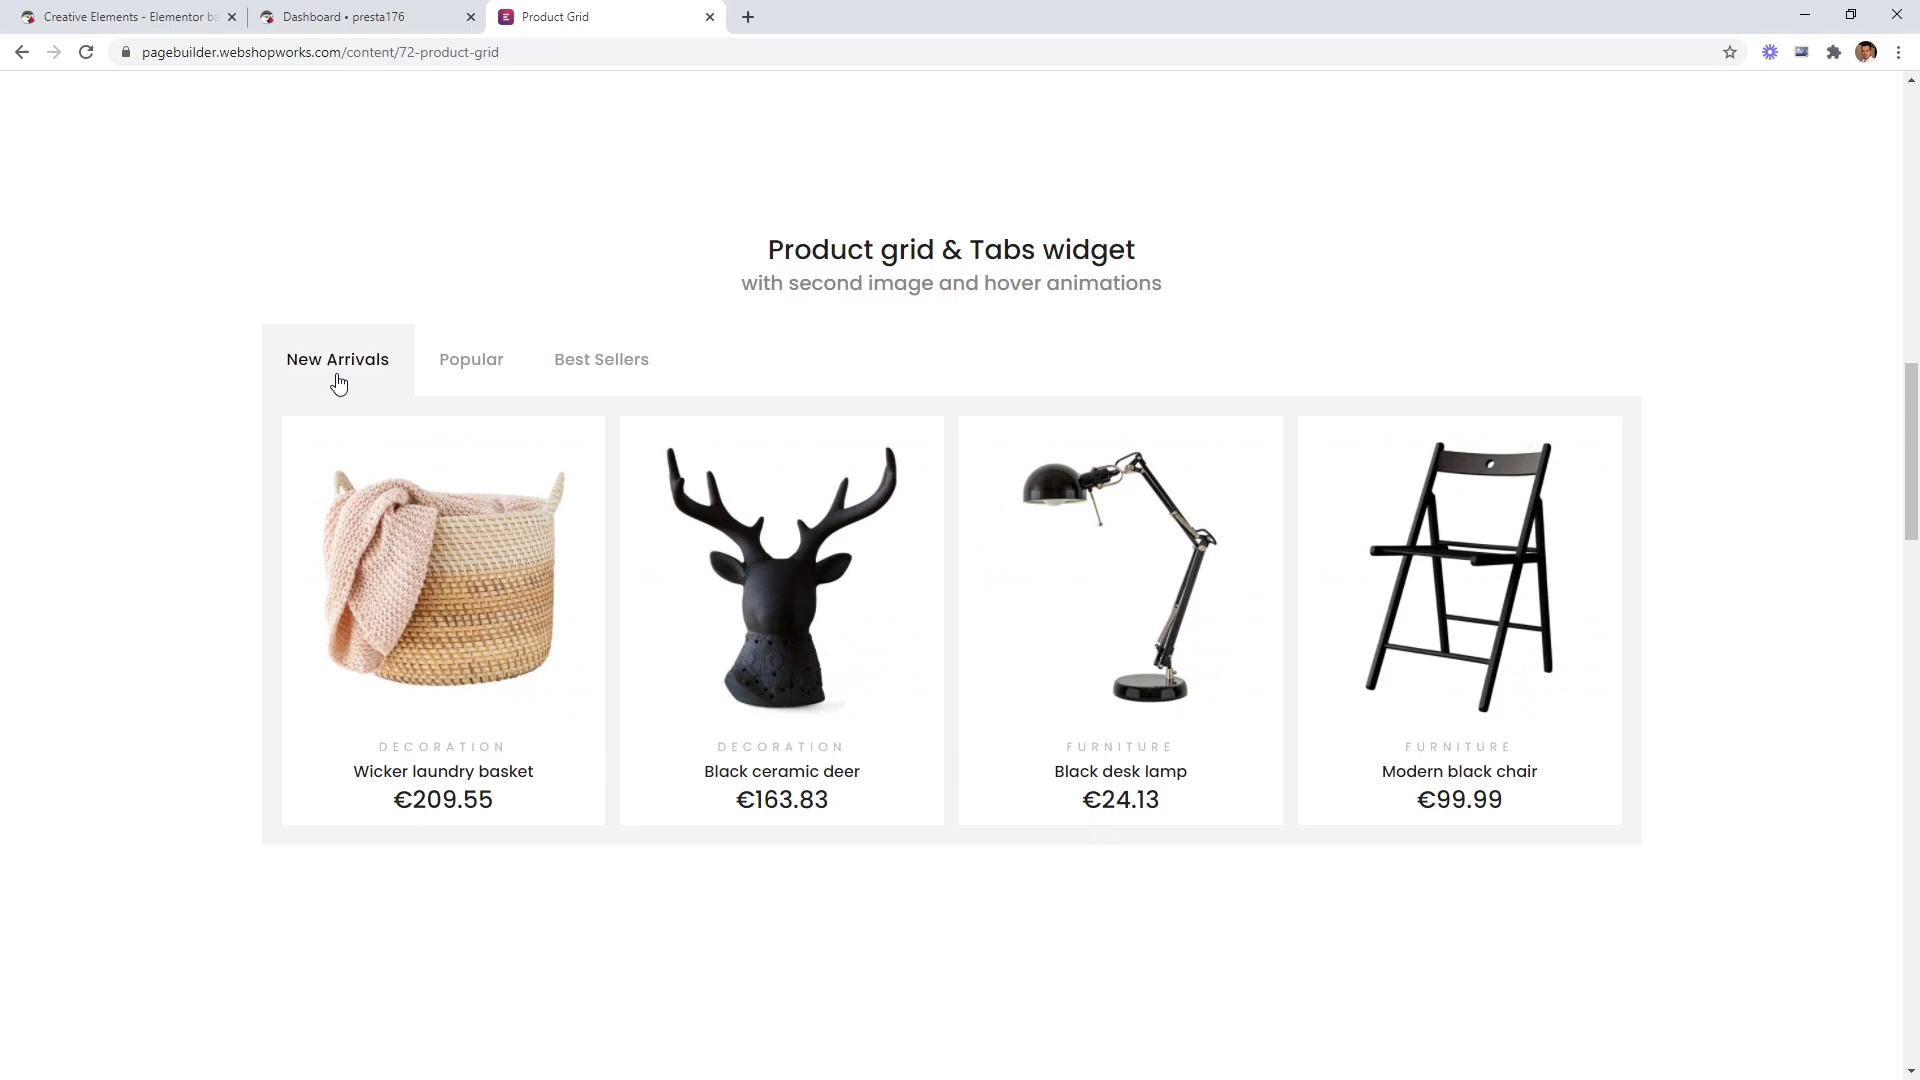 Creative Elements - Elementor ba
Dashboard • presta176
Product Grid
pagebuilder.webshopworks.com/content/72-product-grid
Product grid & Tabs widget
with second image and hover animations
New Arrivals
Popular
Best Sellers
DECORATION
Wicker laundry basket
€209.55
DECORATION
Black ceramic deer
€163.83
FURNITURE
Black desk lamp
€24.13
FURNITURE
Modern black chair
€99.99